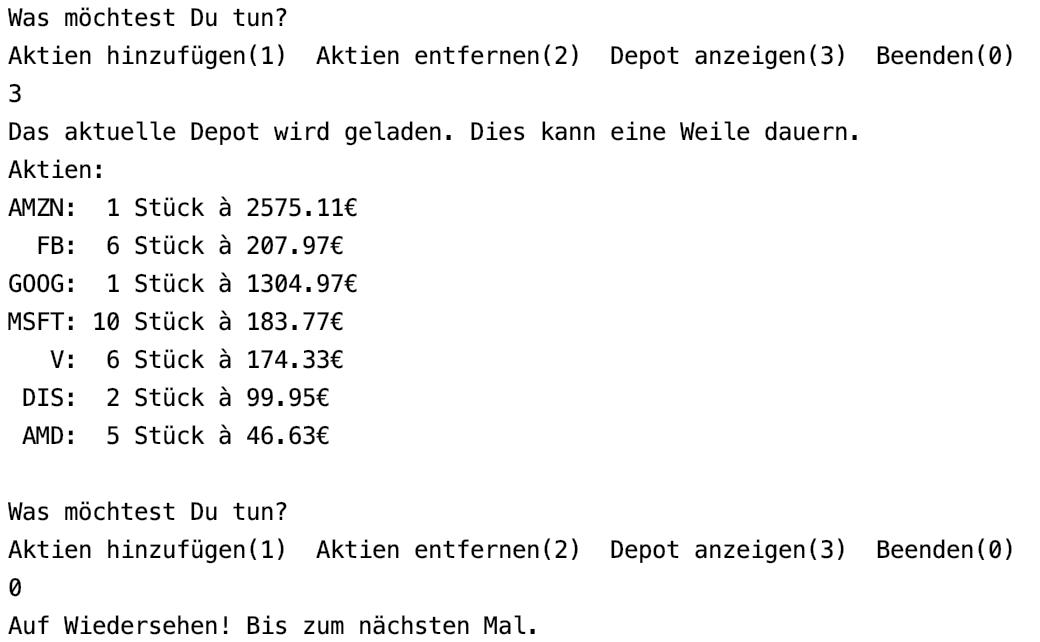 Was möchtest Du tun?
Aktien hinzufügen(1)  Aktien entfernen(2)  Depot anzeigen(3)  Beenden(0)
3
Das aktuelle Depot wird geladen. Dies kann eine Weile dauern.
Aktien:
AMZN:  1 Stück à 2575.11€
  FB:  6 Stück à 207.97€
GOOG:  1 Stück à 1304.97€
MSFT: 10 Stück à 183.77€
   V:  6 Stück à 174.33€
 DIS:  2 Stück à 99.95€
 AMD:  5 Stück à 46.63€

Was möchtest Du tun?
Aktien hinzufügen(1)  Aktien entfernen(2)  Depot anzeigen(3)  Beenden(0)
0
Auf Wiedersehen! Bis zum nächsten Mal.